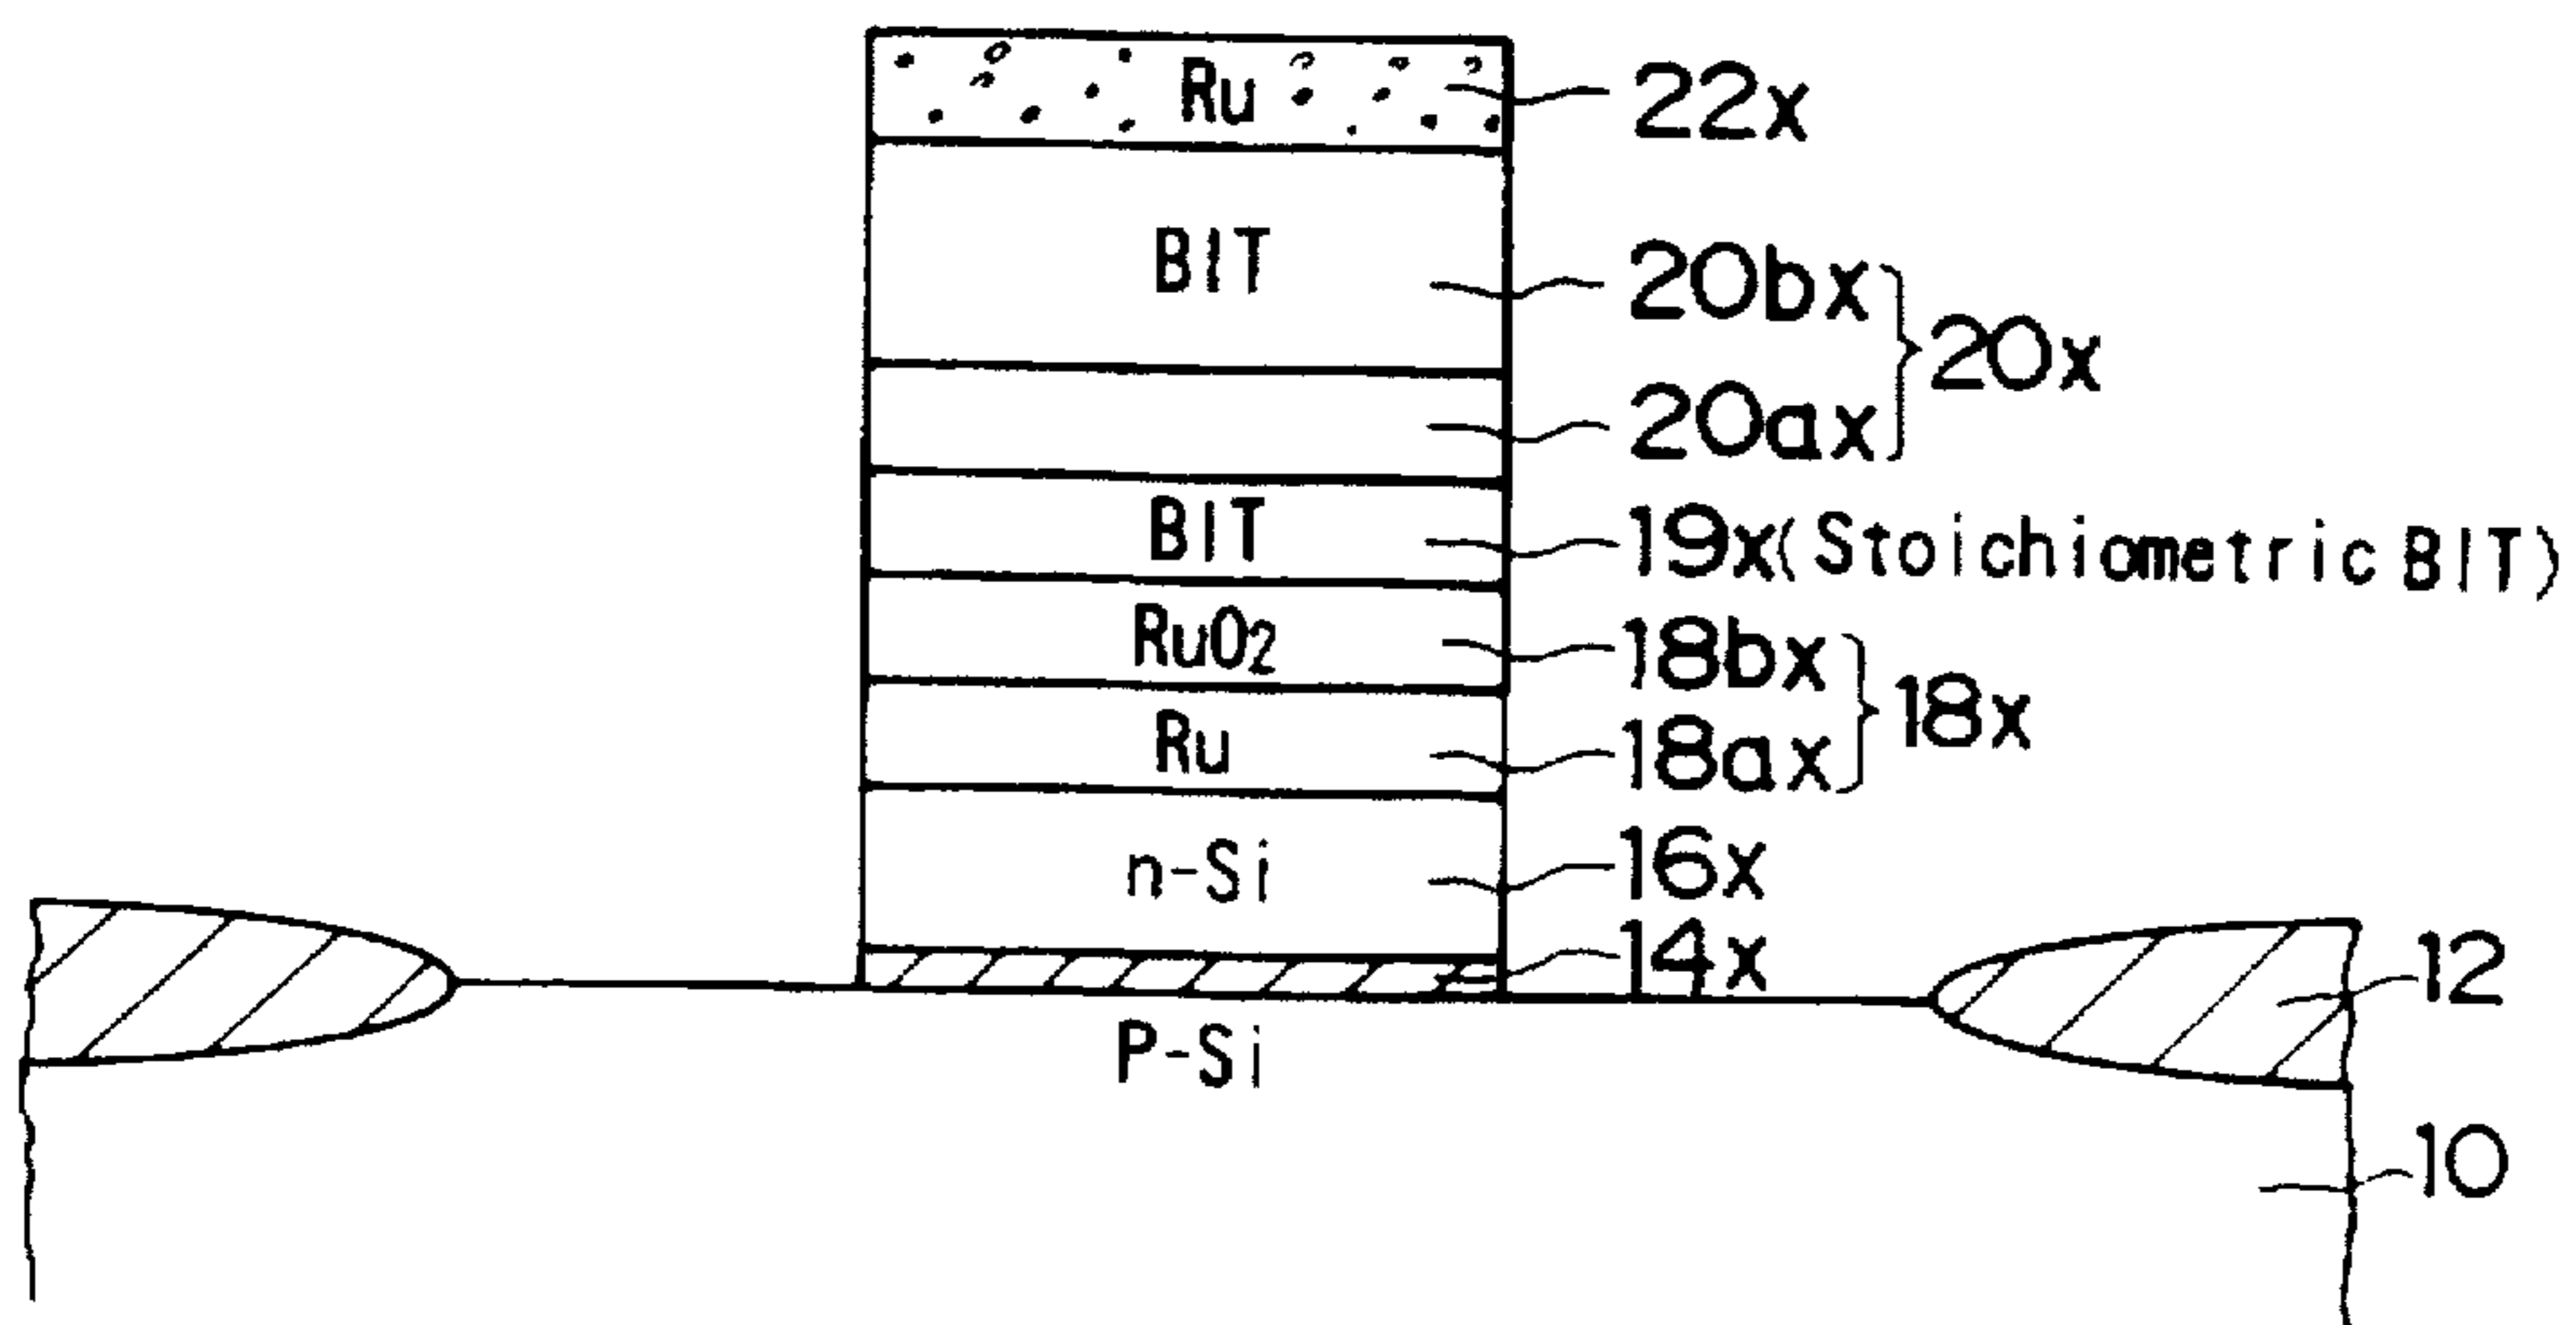 Ru 22x
BIT 20bx
20x
20ax
BIT 19x(Stoichiometric BIT)
RuO2 18bx
18x
Ru 18ax
n-Si 16x
14x
12
P-Si
10